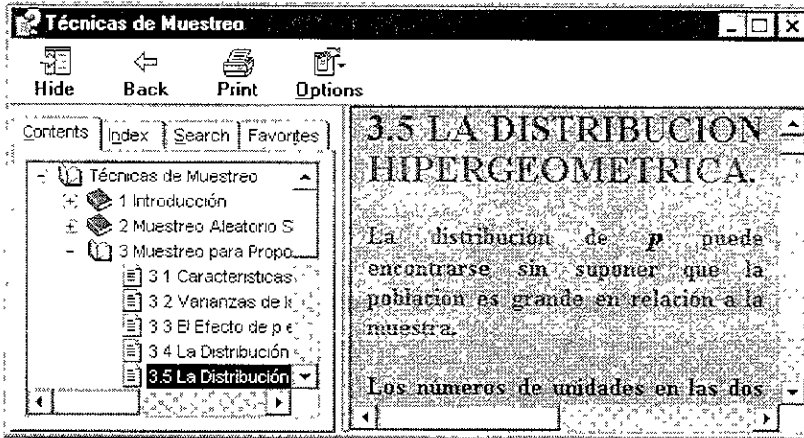 Técnicas de Muestreo
Hide Back Print Options
Contents Index Search Favorites
Técnicas de Muestreo
1 Introducción
2 Muestreo Aleatorio S
3 Muestreo para Propo
3 1 Caracteristicas
3 2 Varianzas de l
3 3 El Efecto de p e
3 4 La Distribución
3.5 La Distribución
3.5 LA DISTRIBUCION
HIPERGEOMETRICA.
La distribución de p puede
encontrarse sin suponer que la
población es grande en relación a la
muestra.
Los numeros de unidades en las dos